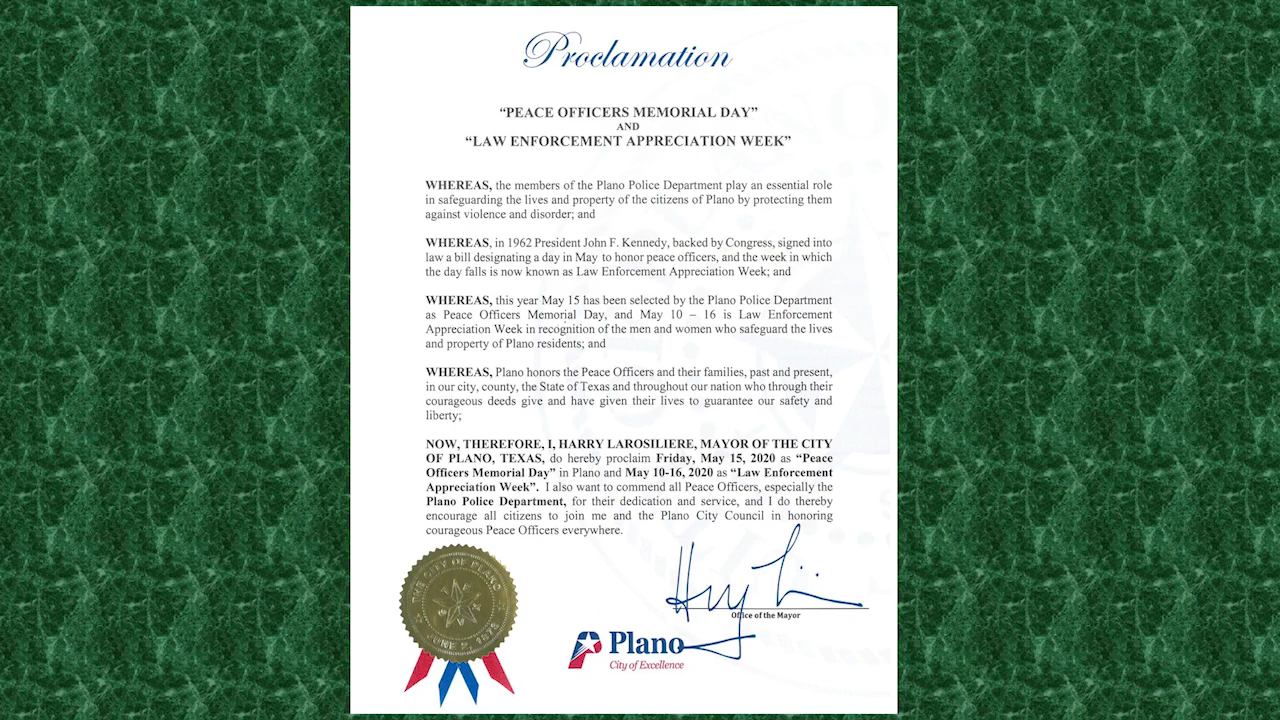 Proclamation
“PEACE OFFICERS MEMORIAL DAY”
AND
“LAW ENFORCEMENT APPRECIATION WEEK”
WHEREAS, the members of the Plano Police Department play an essential role
in safeguarding the lives and property of the citizens of Plano by protecting them
against violence and disorder; and
WHEREAS, in 1962 President John F. Kennedy, backed by Congress, signed into
law a bill designating a day in May to honor peace officers, and the week in which
the day falls is now known as Law Enforcement Appreciation Week; and
WHEREAS, this year May 15 has been selected by the Plano Police Department
as Peace Officers Memorial Day, and May 10 – 16 is Law Enforcement
Appreciation Week in recognition of the men and women who safeguard the lives
and property of Plano residents; and
WHEREAS, Plano honors the Peace Officers and their families, past and present,
in our city, county, the State of Texas and throughout our nation who through their
courageous deeds give and have given their lives to guarantee our safety and
liberty;
NOW, THEREFORE, I, HARRY LAROSILIERE, MAYOR OF THE CITY
OF PLANO, TEXAS, do hereby proclaim Friday, May 15, 2020 as “Peace
Officers Memorial Day” in Plano and May 10-16, 2020 as “Law Enforcement
Appreciation Week”. I also want to commend all Peace Officers, especially the
Plano Police Department, for their dedication and service, and I do thereby
encourage all citizens to join me and the Plano City Council in honoring
courageous Peace Officers everywhere.
THE CITY OF PLANO
JUNE 2, 1873
Office of the Mayor
Plano
City of Excellence